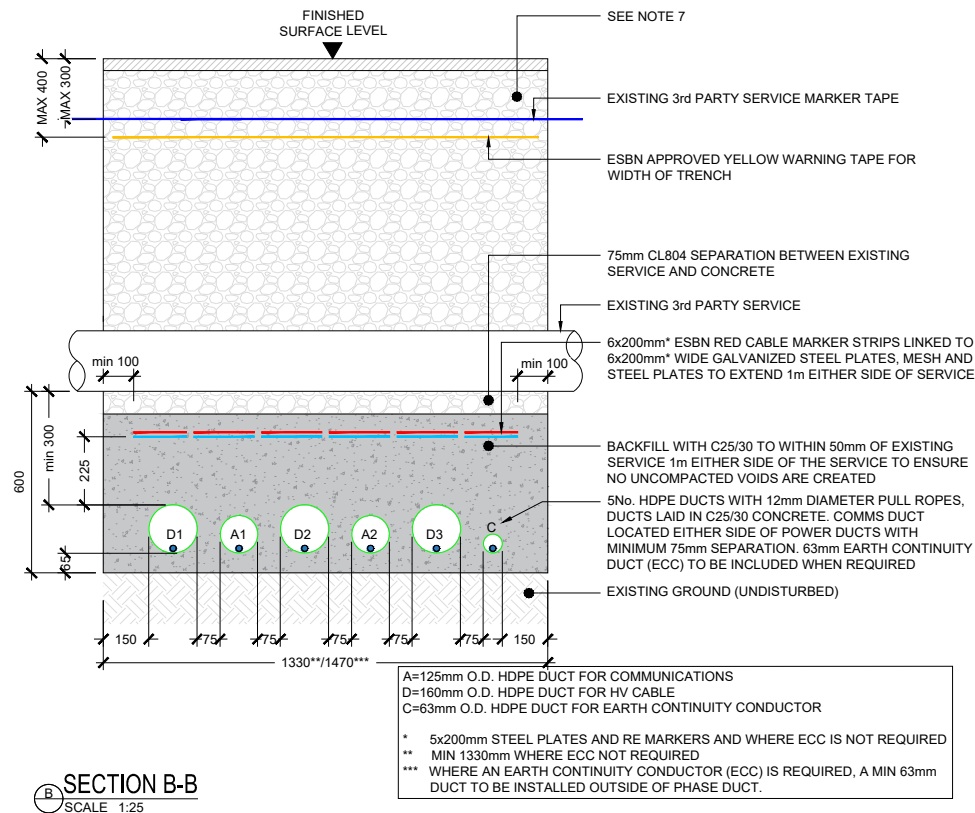 FINISHED
SURFACE LEVEL
SEE NOTE 7
MAX 400
MAX 300
EXISTING 3rd PARTY SERVICE MARKER TAPE
ESBN APPROVED YELLOW WARNING TAPE FOR
WIDTH OF TRENCH
75mm CL804 SEPARATION BETWEEN EXISTING
SERVICE AND CONCRETE
EXISTING 3rd PARTY SERVICE
min 100
min 100
6x200mm* ESBN RED CABLE MARKER STRIPS LINKED TO
6x200mm* WIDE GALVANIZED STEEL PLATES, MESH AND
STEEL PLATES TO EXTEND 1m EITHER SIDE OF SERVICE
600
min 300
225
65
BACKFILL WITH C25/30 TO WITHIN 50mm OF EXISTING
SERVICE 1m EITHER SIDE OF THE SERVICE TO ENSURE
NO UNCOMPACTED VOIDS ARE CREATED
5No. HDPE DUCTS WITH 12mm DIAMETER PULL ROPES,
DUCTS LAID IN C25/30 CONCRETE. COMMS DUCT
LOCATED EITHER SIDE OF POWER DUCTS WITH
MINIMUM 75mm SEPARATION. 63mm EARTH CONTINUITY
DUCT (ECC) TO BE INCLUDED WHEN REQUIRED
D1 A1 D2 A2 D3 C
EXISTING GROUND (UNDISTURBED)
150 75 75 75 75 75 150
1330**/1470***
A=125mm O.D. HDPE DUCT FOR COMMUNICATIONS
D=160mm O.D. HDPE DUCT FOR HV CABLE
C=63mm O.D. HDPE DUCT FOR EARTH CONTINUITY CONDUCTOR
* 5x200mm STEEL PLATES AND RE MARKERS AND WHERE ECC IS NOT REQUIRED
** MIN 1330mm WHERE ECC NOT REQUIRED
*** WHERE AN EARTH CONTINUITY CONDUCTOR (ECC) IS REQUIRED, A MIN 63mm
DUCT TO BE INSTALLED OUTSIDE OF PHASE DUCT.
B SECTION B-B
SCALE 1:25